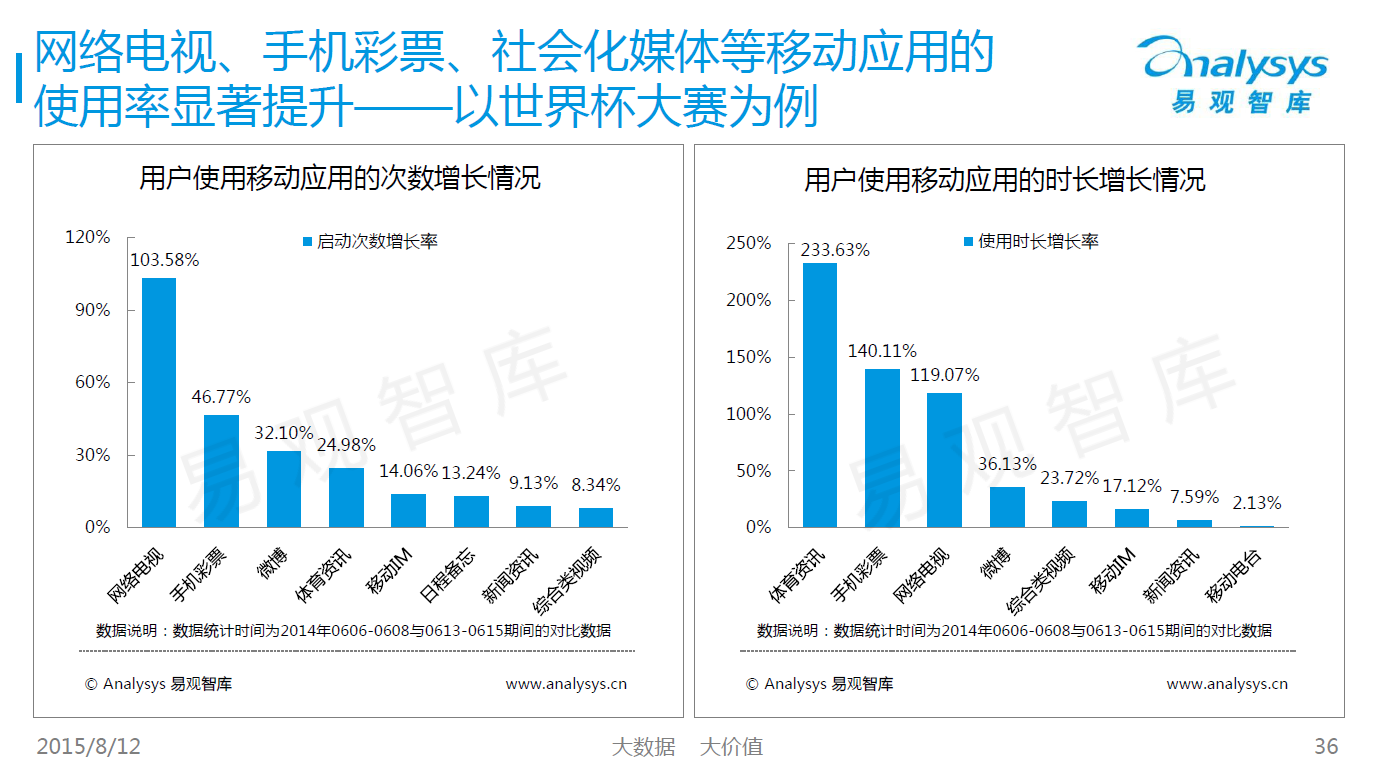 网络电视、手机彩票、社会化媒体等移动应用的
使用率显著提升——以世界杯大赛为例
analysys
易观智库
用户使用移动应用的次数增长情况
启动次数增长率
120%
90%
60%
30%
0%
103.58%
46.77%
32.10%
24.98%
14.06%
13.24%
9.13%
8.34%
网络电视
手机彩票
微博
体育资讯
移动IM
日程备忘
新闻资讯
综合类视频
易观智库
数据说明：数据统计时间为2014年0606-0608与0613-0615期间的对比数据
© Analysys 易观智库
www.analysys.cn
用户使用移动应用的时长增长情况
使用时长增长率
250%
200%
150%
100%
50%
0%
233.63%
140.11%
119.07%
36.13%
23.72%
17.12%
7.59%
2.13%
体育资讯
手机彩票
网络电视
微博
综合类视频
移动IM
新闻资讯
移动电台
易观智库
数据说明：数据统计时间为2014年0606-0608与0613-0615期间的对比数据
© Analysys 易观智库
www.analysys.cn
2015/8/12
大数据 大价值
36